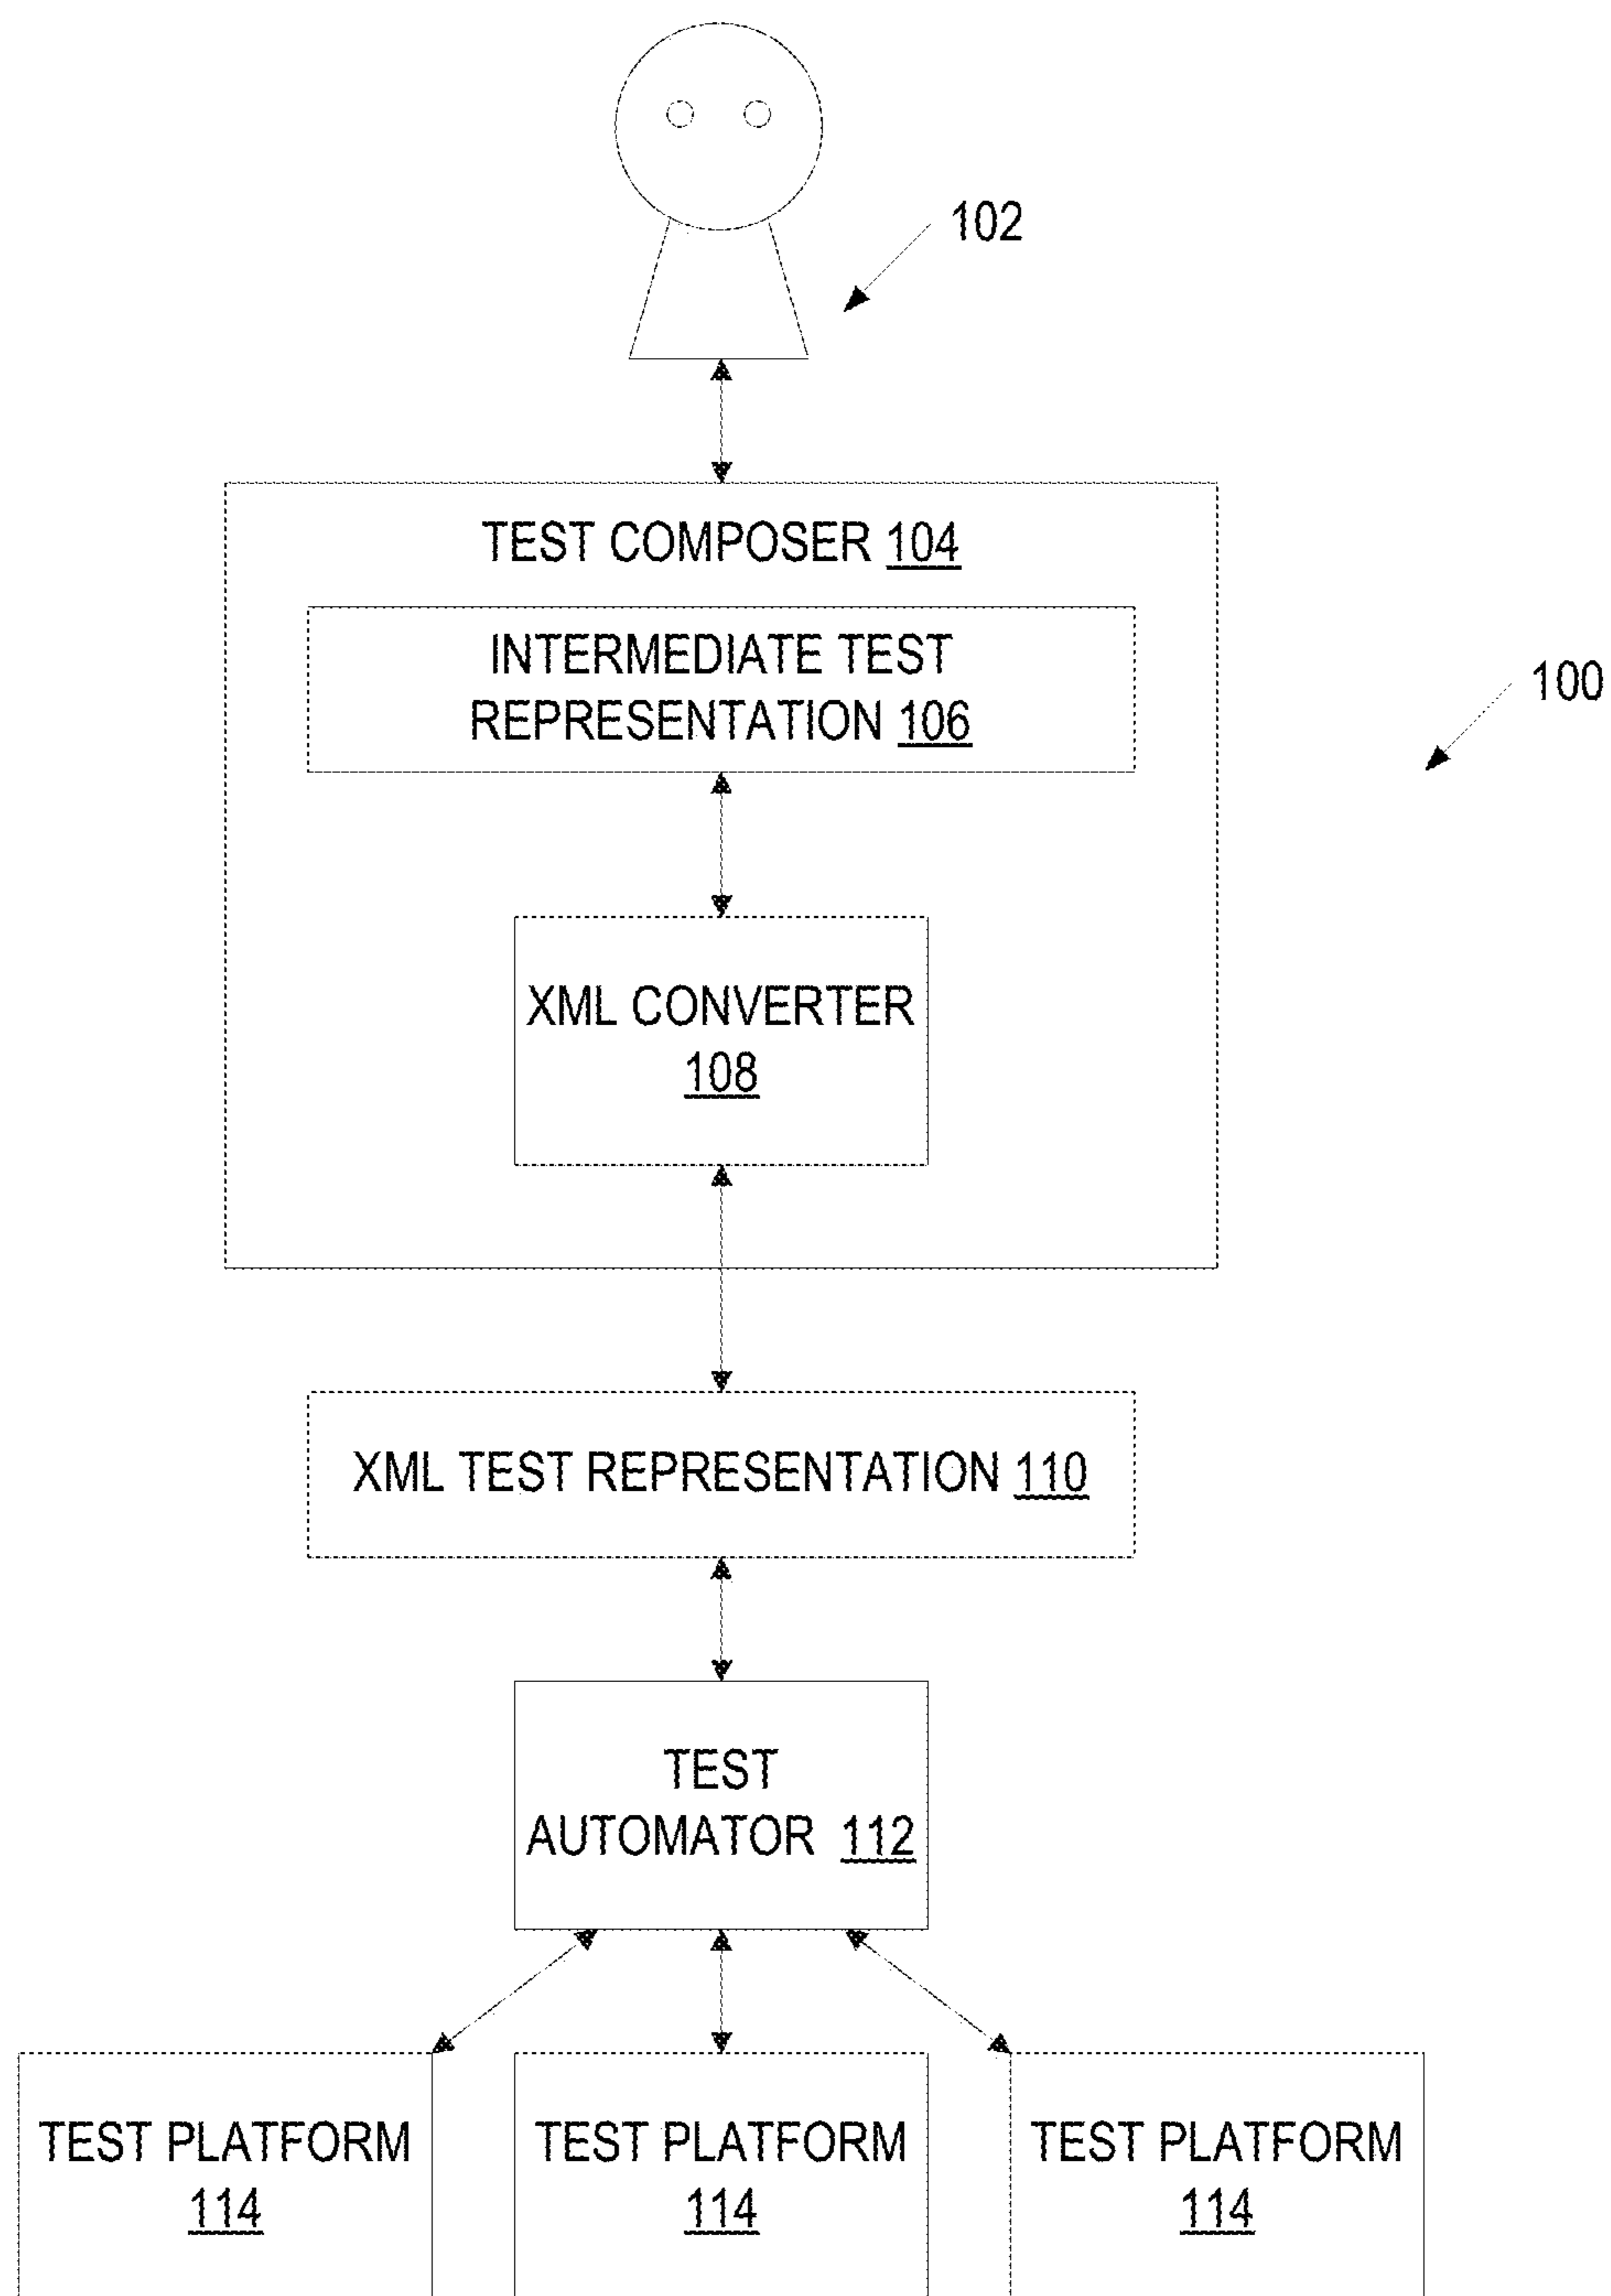 102
TEST COMPOSER 104
INTERMEDIATE TEST
REPRESENTATION 106
100
XML CONVERTER
108
XML TEST REPRESENTATION 110
TEST
AUTOMATOR 112
TEST PLATFORM
114
TEST PLATFORM
114
TEST PLATFORM
114